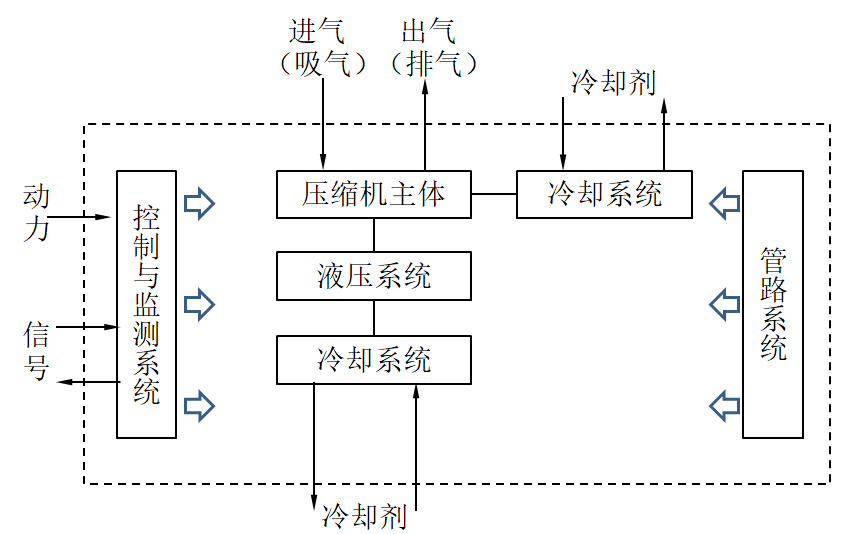 进气
（吸气）
出气
（排气）
冷却剂
动力
控制与监测系统
压缩机主体
冷却系统
液压系统
管路系统
信号
冷却系统
冷却剂